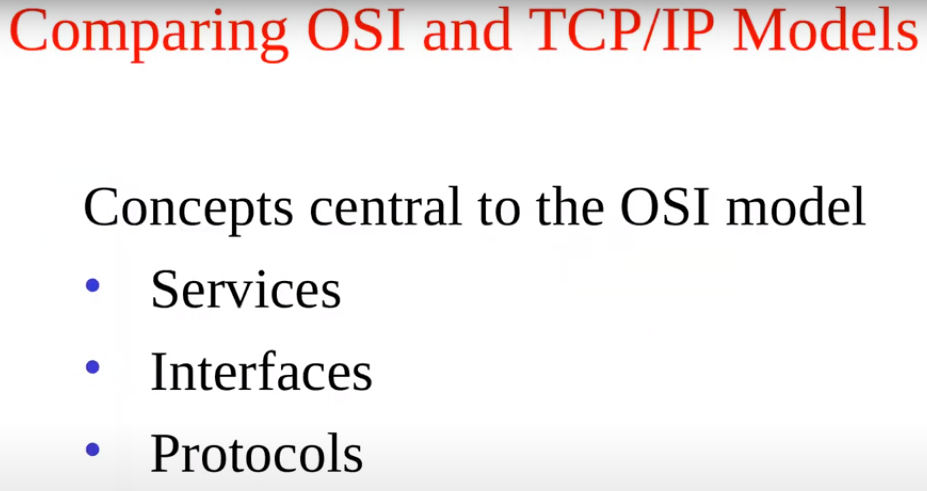 Comparing OSI and TCP/IP Models
Concepts central to the OSI model
• Services
• Interfaces
• Protocols